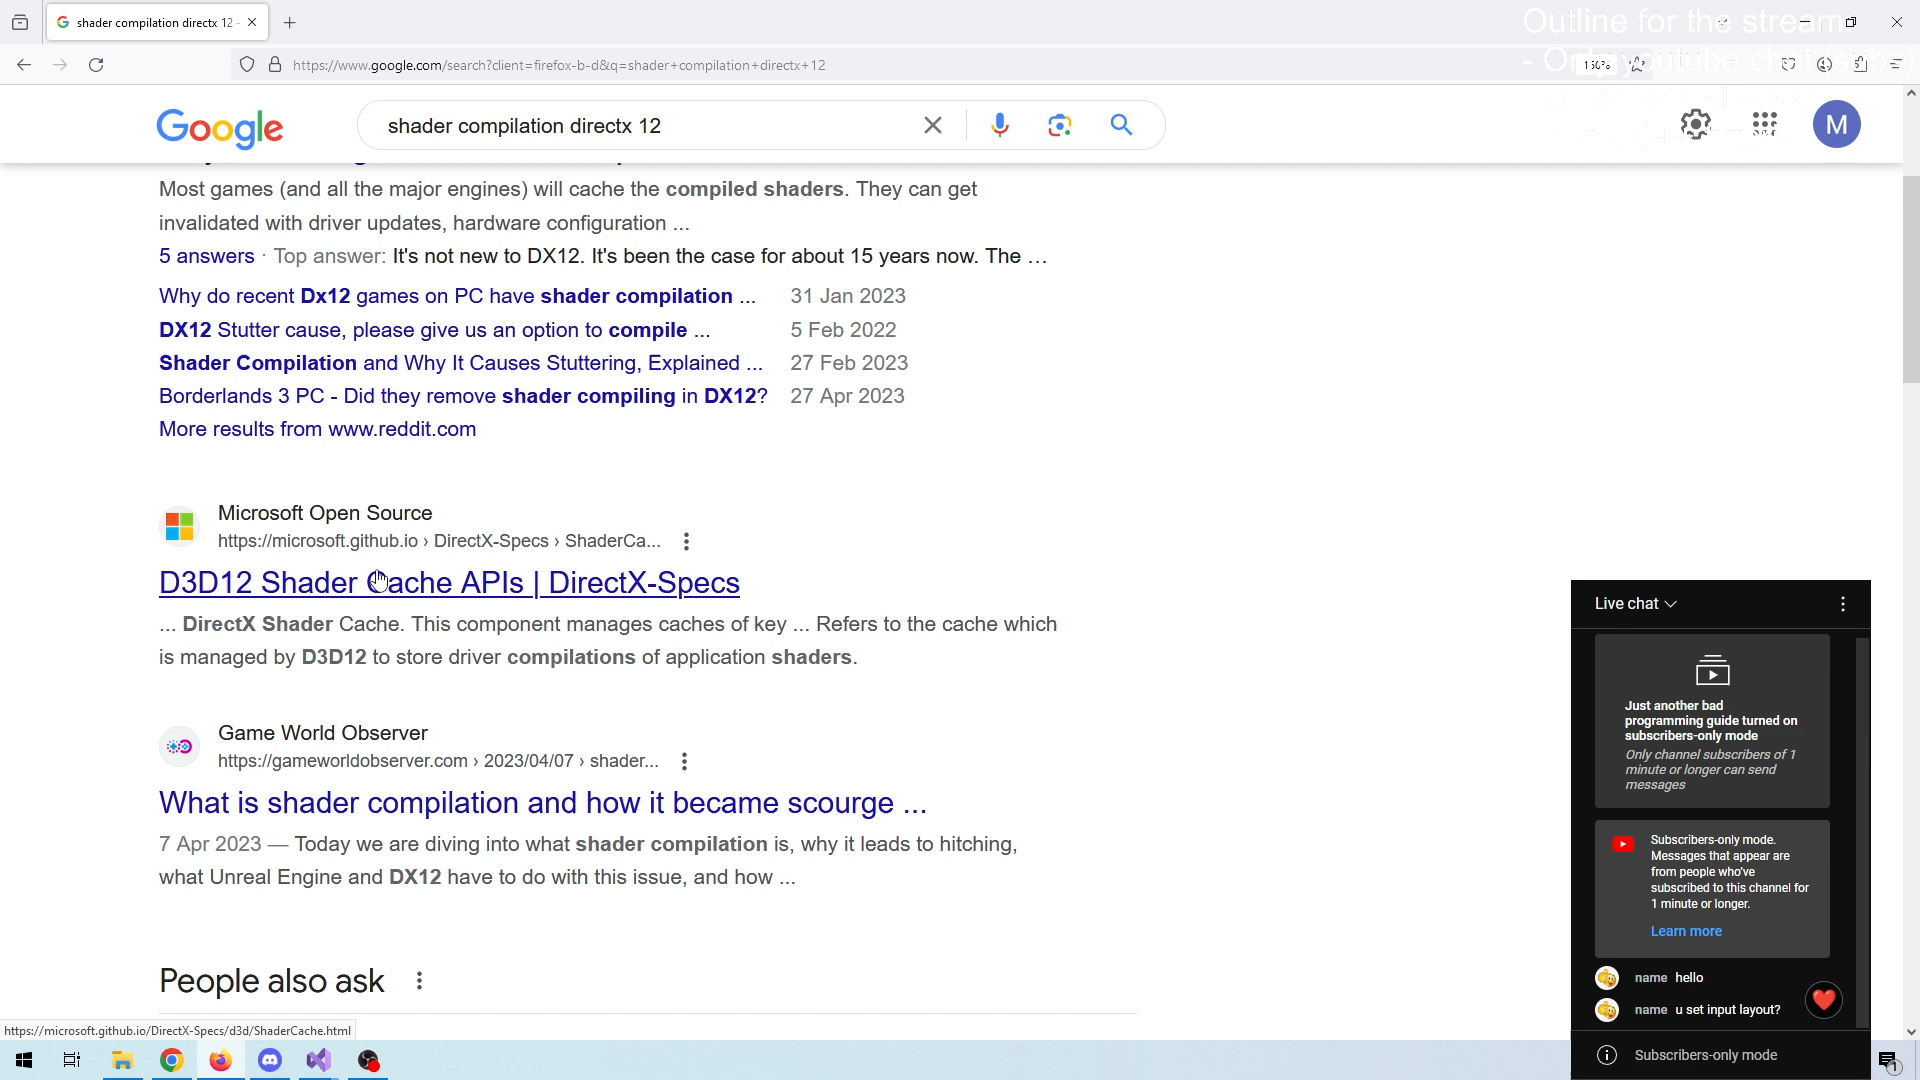 shader compilation directx 12 -
Outline for the stream
https://www.google.com/search?client=firefox-b-d&q=shader+compilation+directx+12
Google
shader compilation directx 12
M
Most games (and all the major engines) will cache the compiled shaders. They can get
invalidated with driver updates, hardware configuration ...
5 answers · Top answer: It's not new to DX12. It's been the case for about 15 years now. The ...
Why do recent Dx12 games on PC have shader compilation ... 31 Jan 2023
DX12 Stutter cause, please give us an option to compile ... 5 Feb 2022
Shader Compilation and Why It Causes Stuttering, Explained ... 27 Feb 2023
Borderlands 3 PC - Did they remove shader compiling in DX12? 27 Apr 2023
More results from www.reddit.com
Microsoft Open Source
https://microsoft.github.io › DirectX-Specs › ShaderCa...
D3D12 Shader Cache APIs | DirectX-Specs
... DirectX Shader Cache. This component manages caches of key ... Refers to the cache which
is managed by D3D12 to store driver compilations of application shaders.
Game World Observer
https://gameworldobserver.com › 2023/04/07 › shader...
What is shader compilation and how it became scourge ...
7 Apr 2023 — Today we are diving into what shader compilation is, why it leads to hitching,
what Unreal Engine and DX12 have to do with this issue, and how ...
People also ask
https://microsoft.github.io/DirectX-Specs/d3d/ShaderCache.html
Live chat
Just another bad
programming guide turned on
subscribers-only mode
Only channel subscribers of 1
minute or longer can send
messages
Subscribers-only mode.
Messages that appear are
from people who've
subscribed to this channel for
1 minute or longer.
Learn more
name hello
name u set input layout?
Subscribers-only mode
1